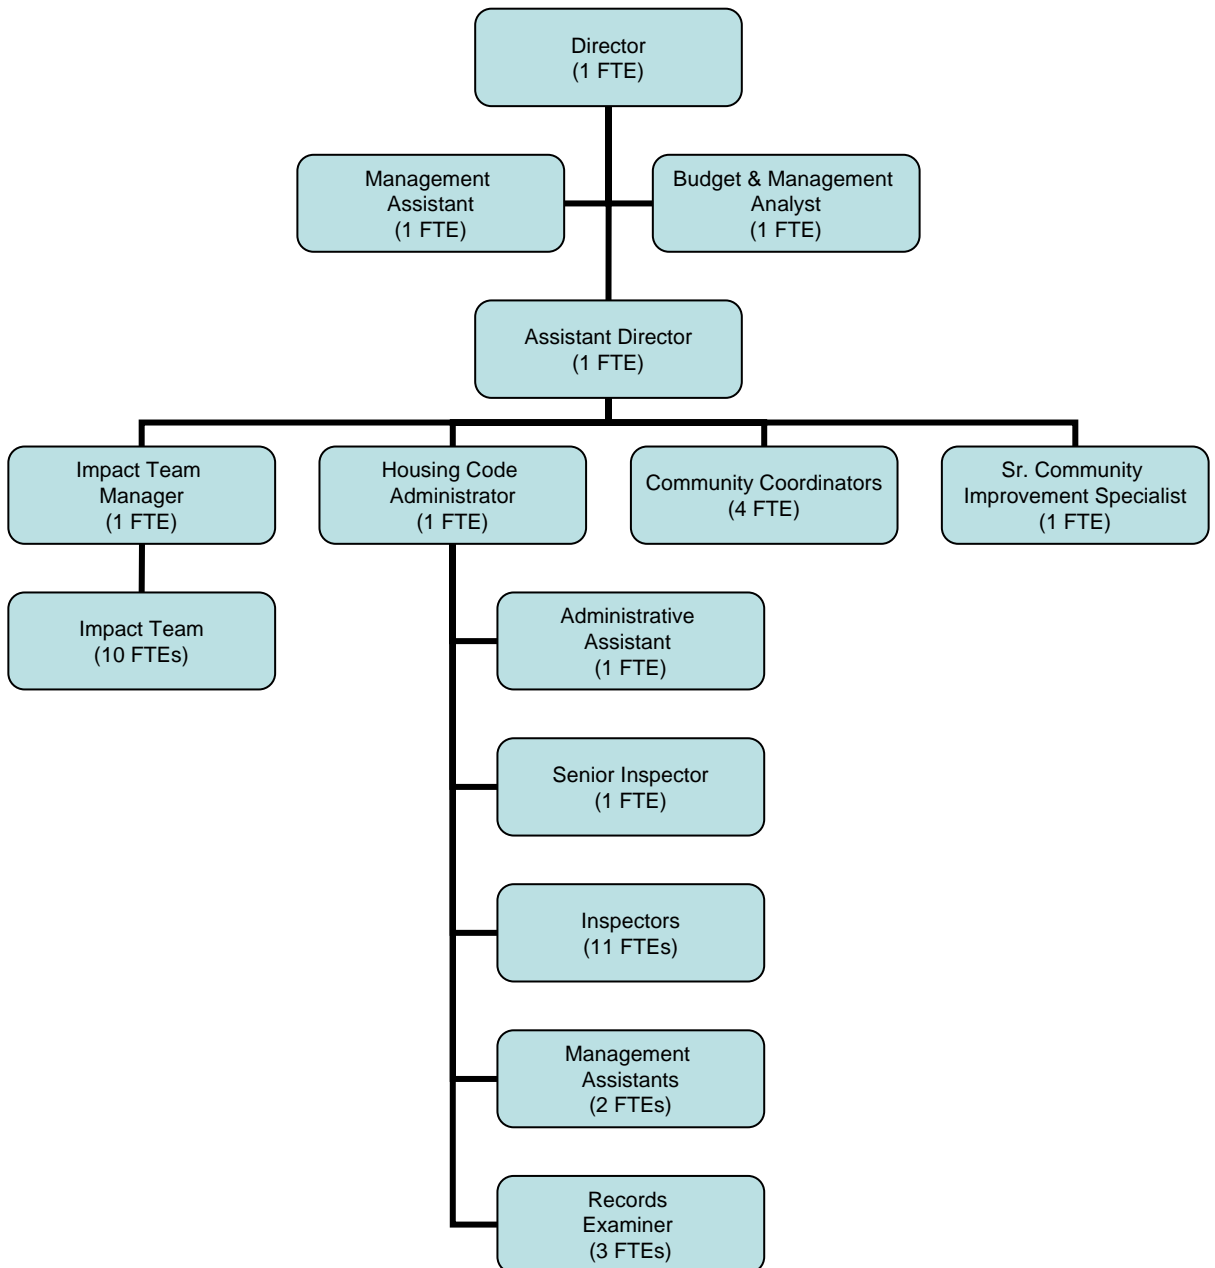 Director
(1 FTE)
Management
Assistant
(1 FTE)
Budget & Management
Analyst
(1 FTE)
Assistant Director
(1 FTE)
Impact Team
Manager
(1 FTE)
Housing Code
Administrator
(1 FTE)
Community Coordinators
(4 FTE)
Sr. Community
Improvement Specialist
(1 FTE)
Impact Team
(10 FTEs)
Administrative
Assistant
(1 FTE)
Senior Inspector
(1 FTE)
Inspectors
(11 FTEs)
Management
Assistants
(2 FTEs)
Records
Examiner
(3 FTEs)